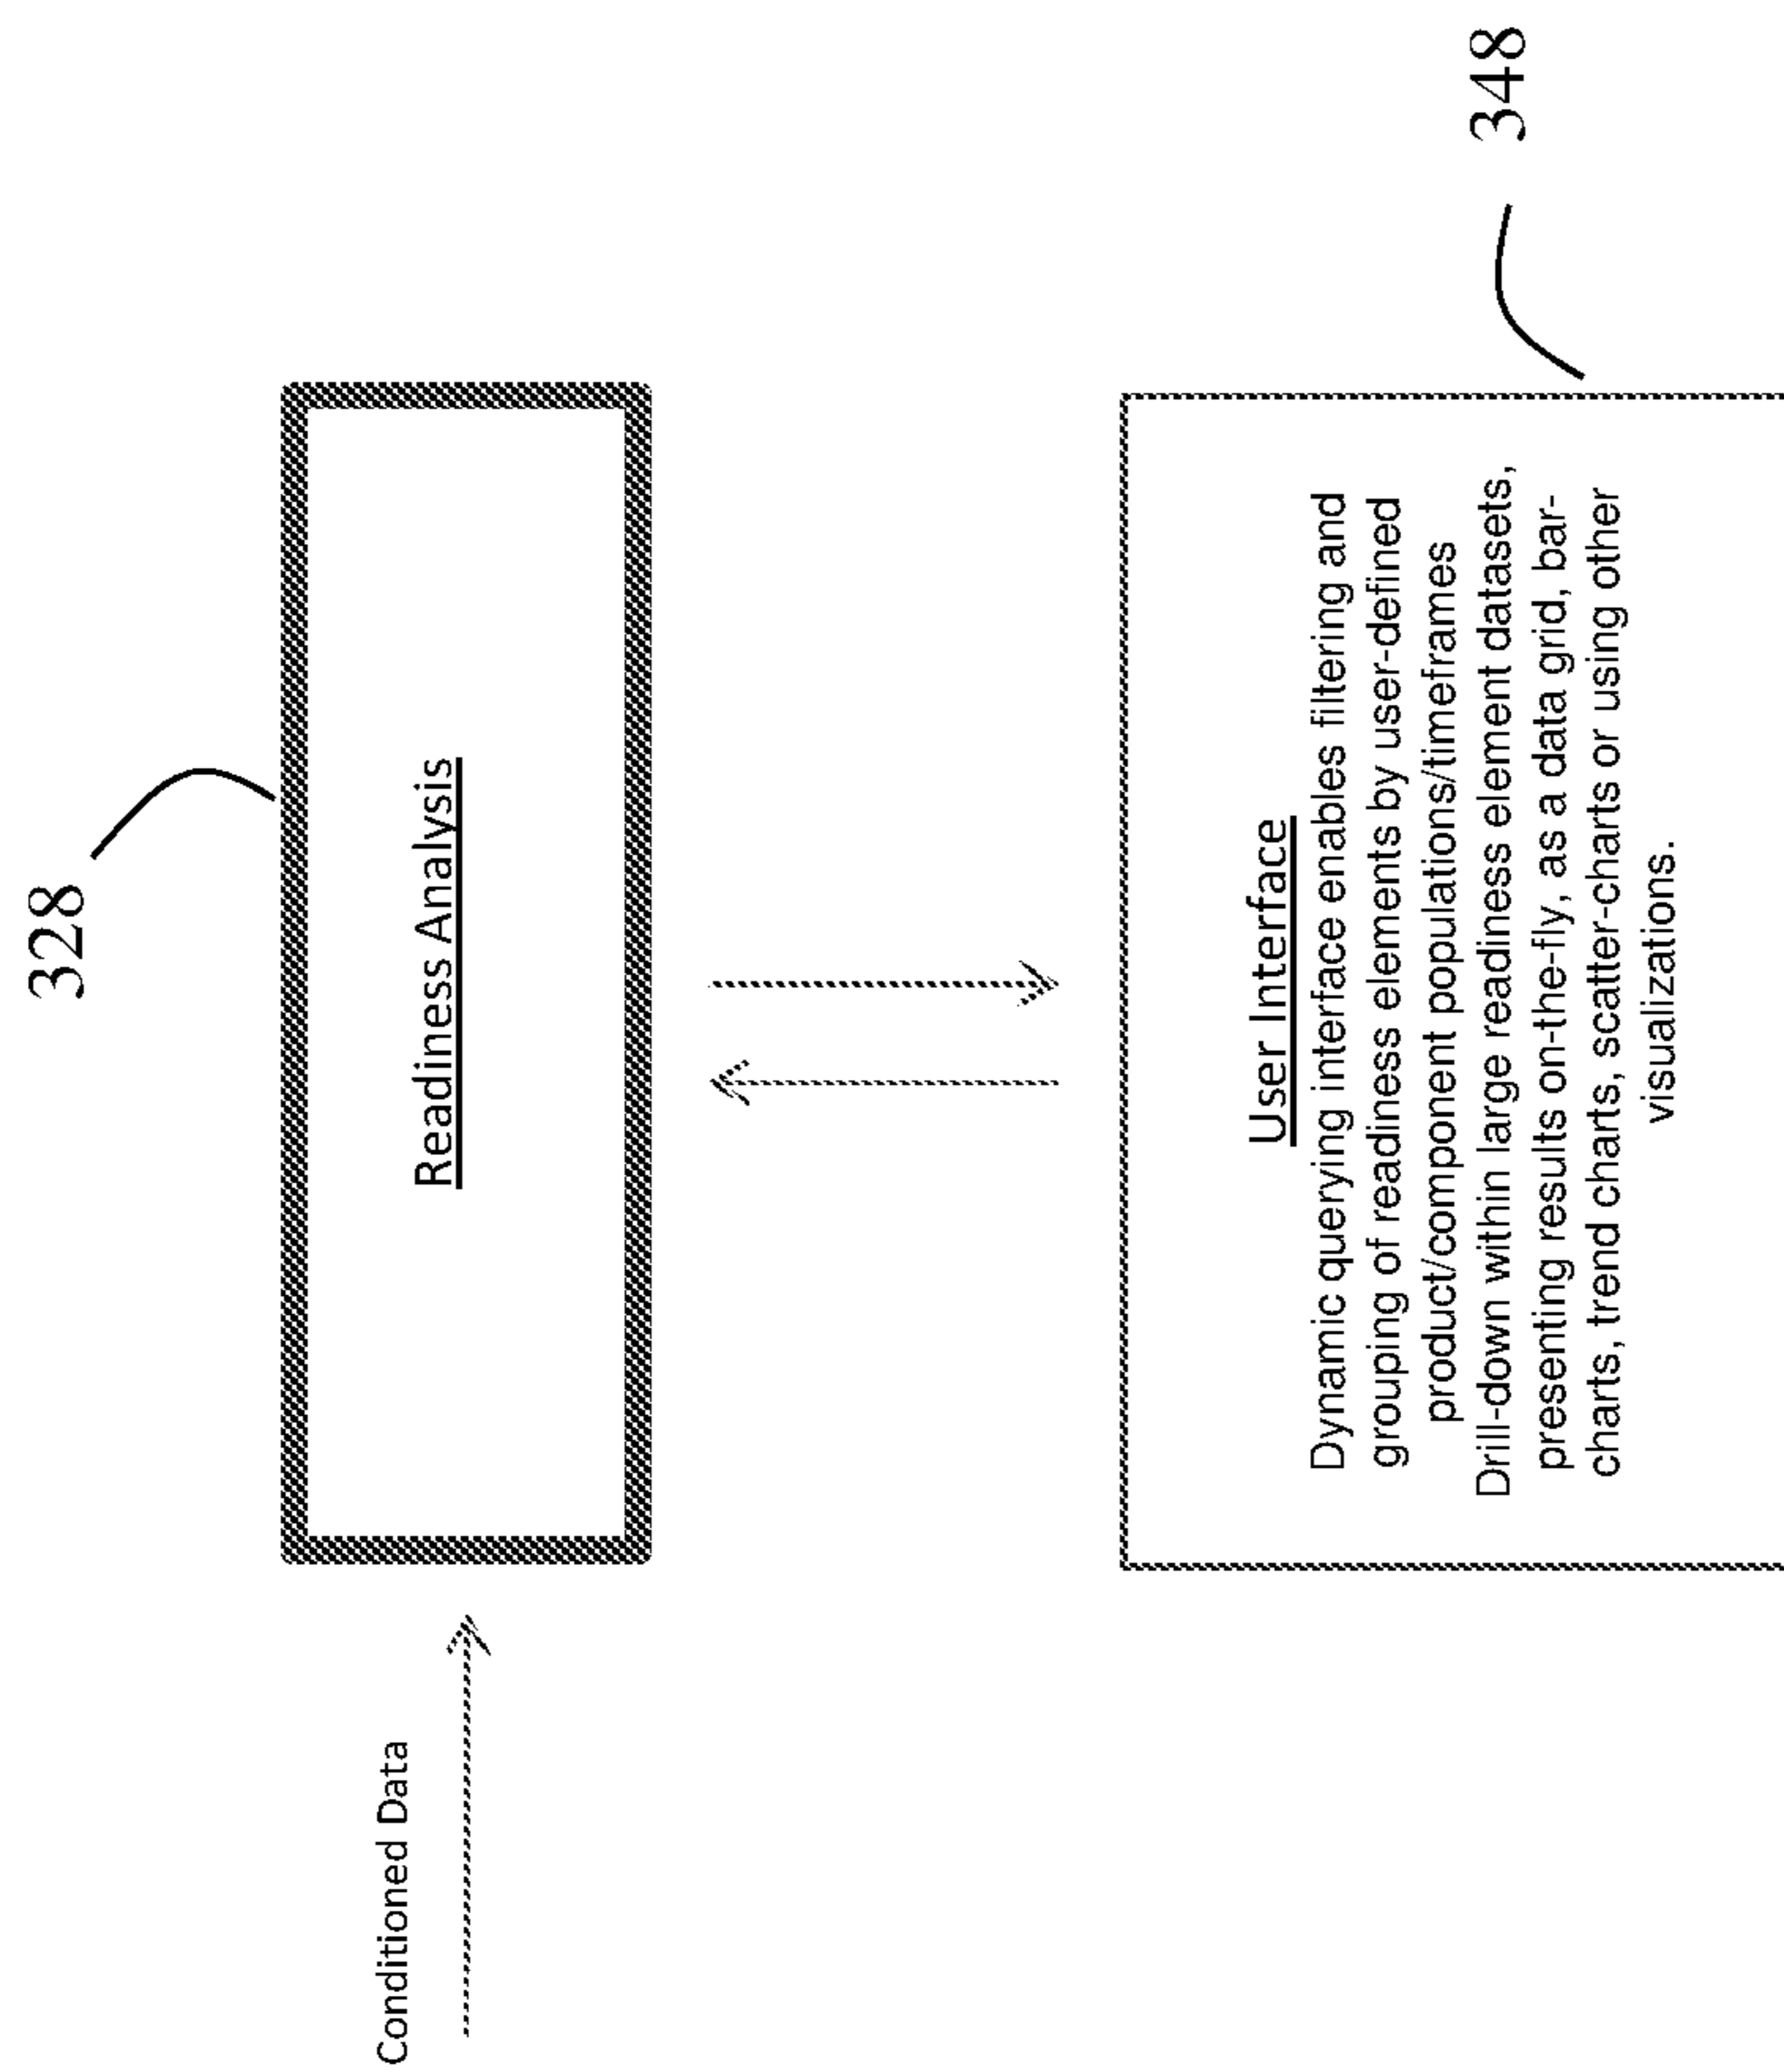 328
Readiness Analysis
Conditioned Data
348
User Interface
Dynamic querying interface enables filtering and
grouping of readiness elements by user-defined
product/component populations/timeframes
Drill-down within large readiness element datasets,
presenting results on-the-fly, as a data grid, bar-
charts, trend charts, scatter-charts or using other
visualizations.